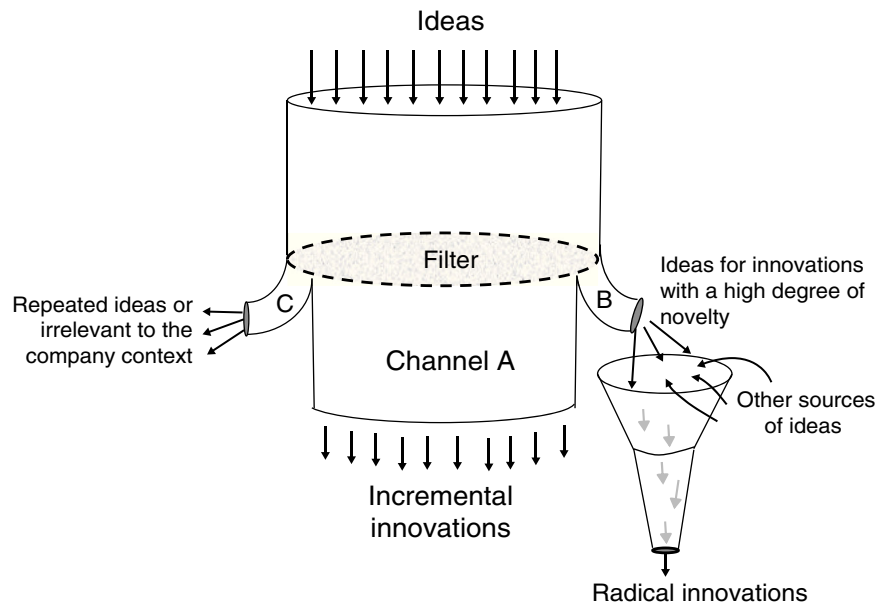 Ideas
Filter
C
B
Ideas for innovations
with a high degree of
novelty
Repeated ideas or
irrelevant to the
company context
Channel A
Other sources
of ideas
Incremental
innovations
Radical innovations